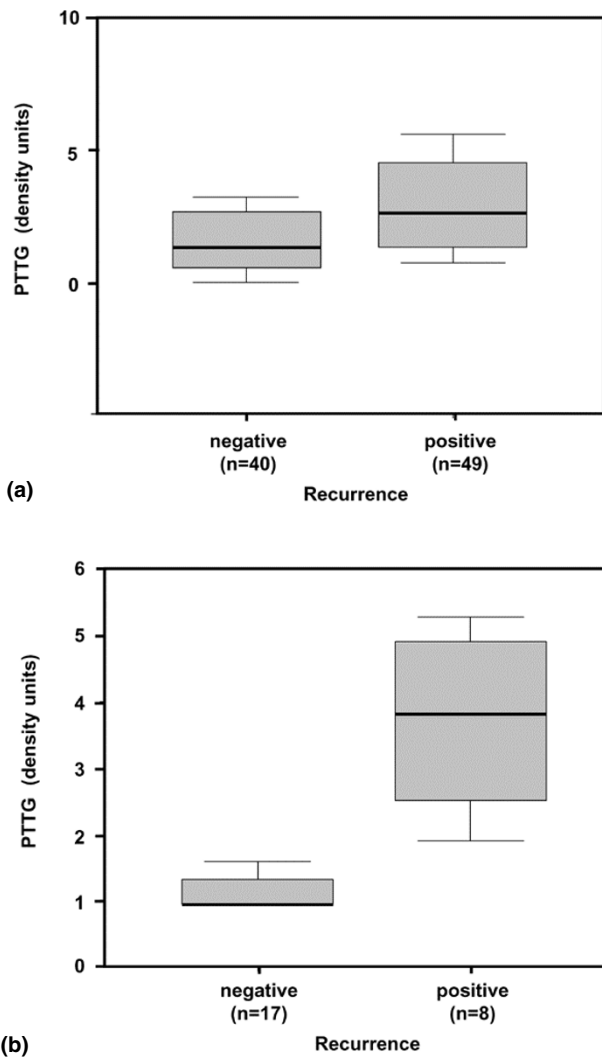 10
5
0
PTTG (density units)
negative
(n=40)
positive
(n=49)
Recurrence
(a)
6
5
4
3
2
1
0
PTTG (density units)
negative
(n=17)
positive
(n=8)
Recurrence
(b)